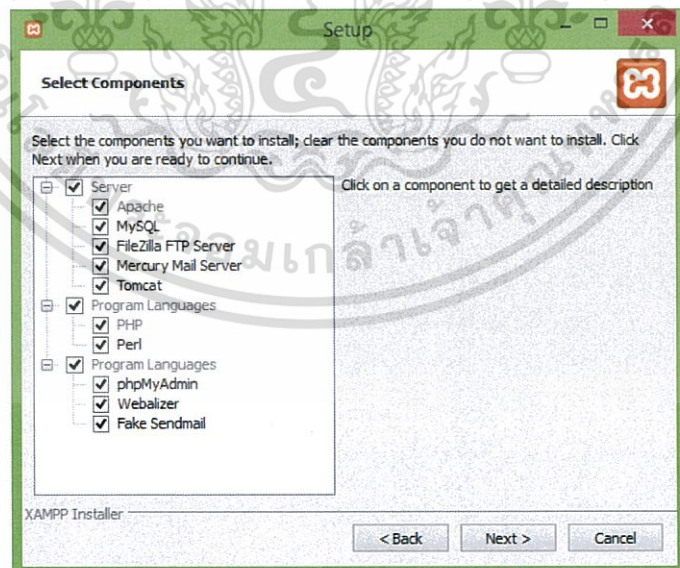 Setup
Select Components
Select the components you want to install; clear the components you do not want to install. Click
Next when you are ready to continue.
Server
Apache
MySQL
FileZilla FTP Server
Mercury Mail Server
Tomcat
Program Languages
PHP
Perl
Program Languages
phpMyAdmin
Webalizer
Fake Sendmail
Click on a component to get a detailed description
XAMPP Installer
< Back
Next >
Cancel